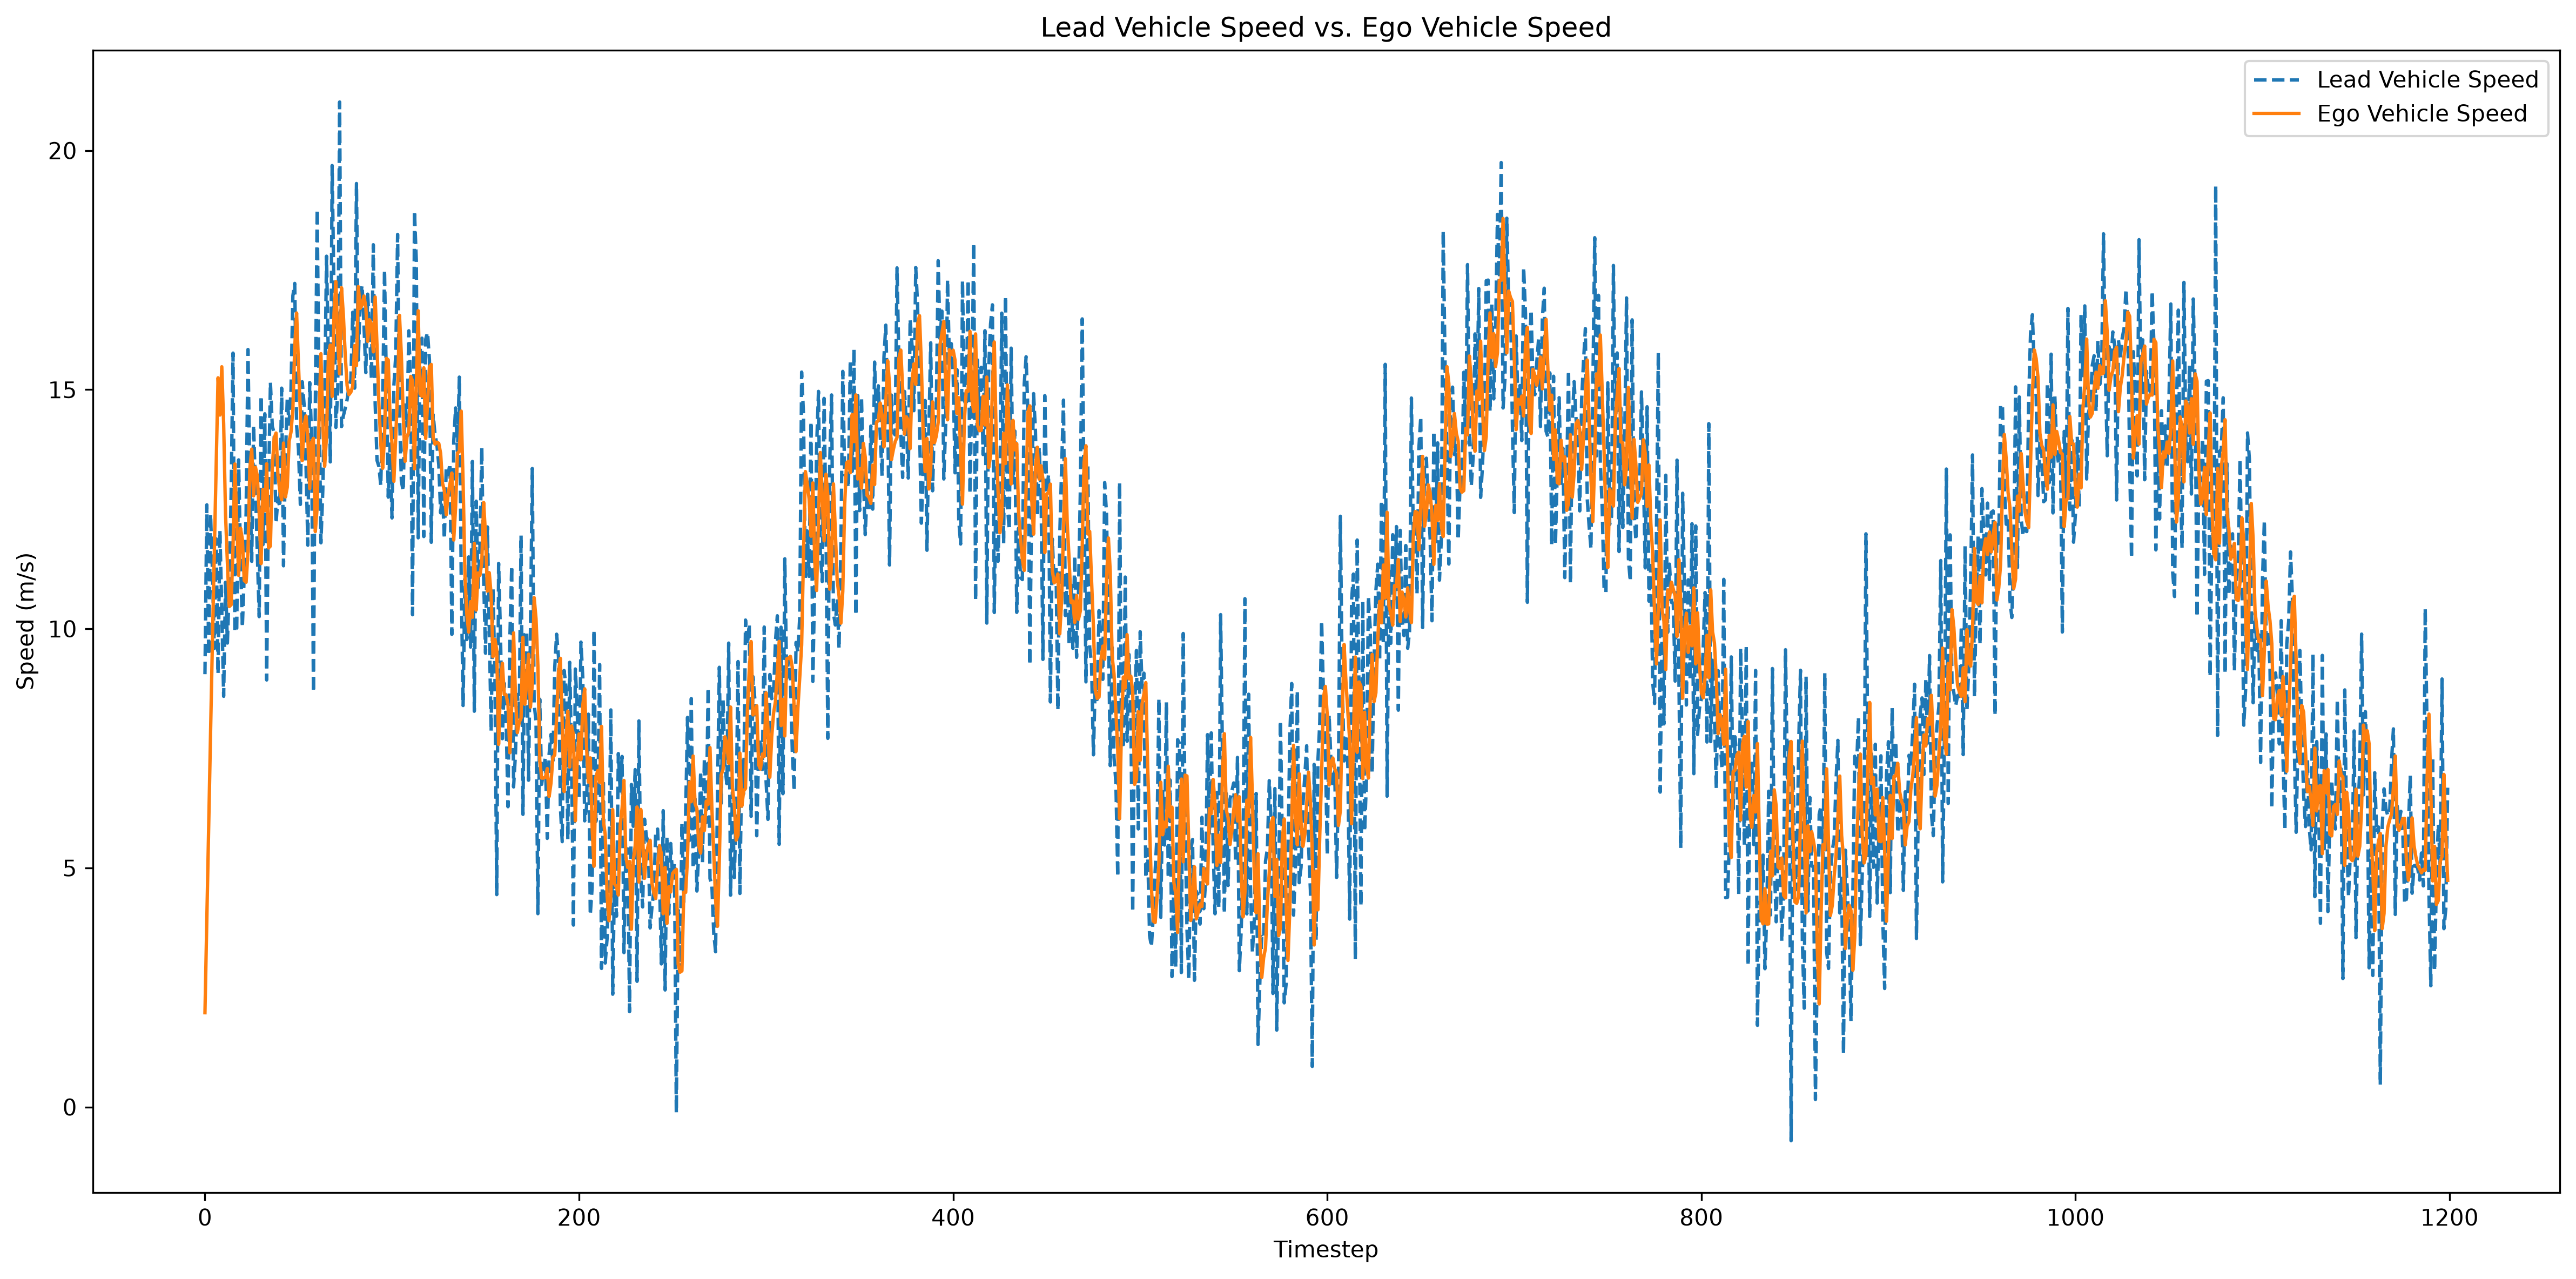 Lead Vehicle Speed vs. Ego Vehicle Speed
Lead Vehicle Speed
Ego Vehicle Speed
Speed (m/s)
20
15
10
5
0
0 200 400 600 800 1000 1200
Timestep